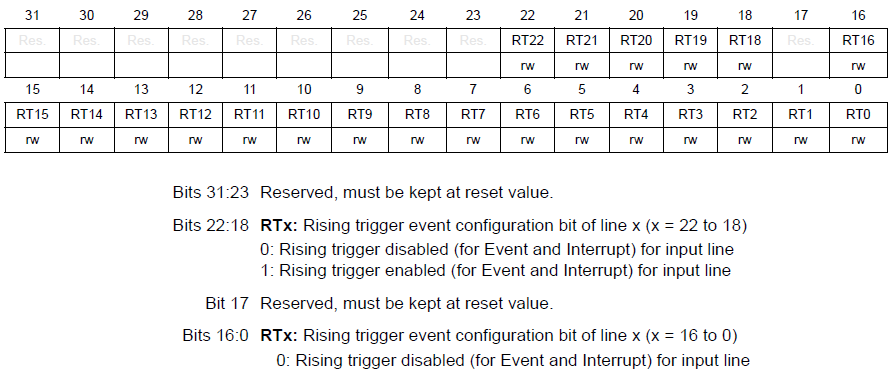 31 30 29 28 27 26 25 24 23 22 21 20 19 18 17 16
Res. Res. Res. Res. Res. Res. Res. Res. Res. RT22 RT21 RT20 RT19 RT18 Res. RT16
rw rw rw rw rw rw
15 14 13 12 11 10 9 8 7 6 5 4 3 2 1 0
RT15 RT14 RT13 RT12 RT11 RT10 RT9 RT8 RT7 RT6 RT5 RT4 RT3 RT2 RT1 RT0
rw rw rw rw rw rw rw rw rw rw rw rw rw rw rw rw
Bits 31:23 Reserved, must be kept at reset value.
Bits 22:18 RTx: Rising trigger event configuration bit of line x (x = 22 to 18)
0: Rising trigger disabled (for Event and Interrupt) for input line
1: Rising trigger enabled (for Event and Interrupt) for input line
Bit 17 Reserved, must be kept at reset value.
Bits 16:0 RTx: Rising trigger event configuration bit of line x (x = 16 to 0)
0: Rising trigger disabled (for Event and Interrupt) for input line